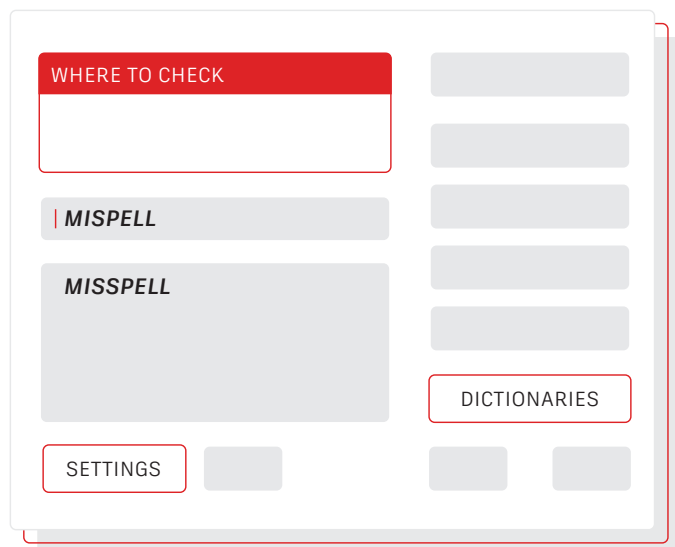 WHERE TO CHECK
MISPELL
MISSPELL
DICTIONARIES
SETTINGS